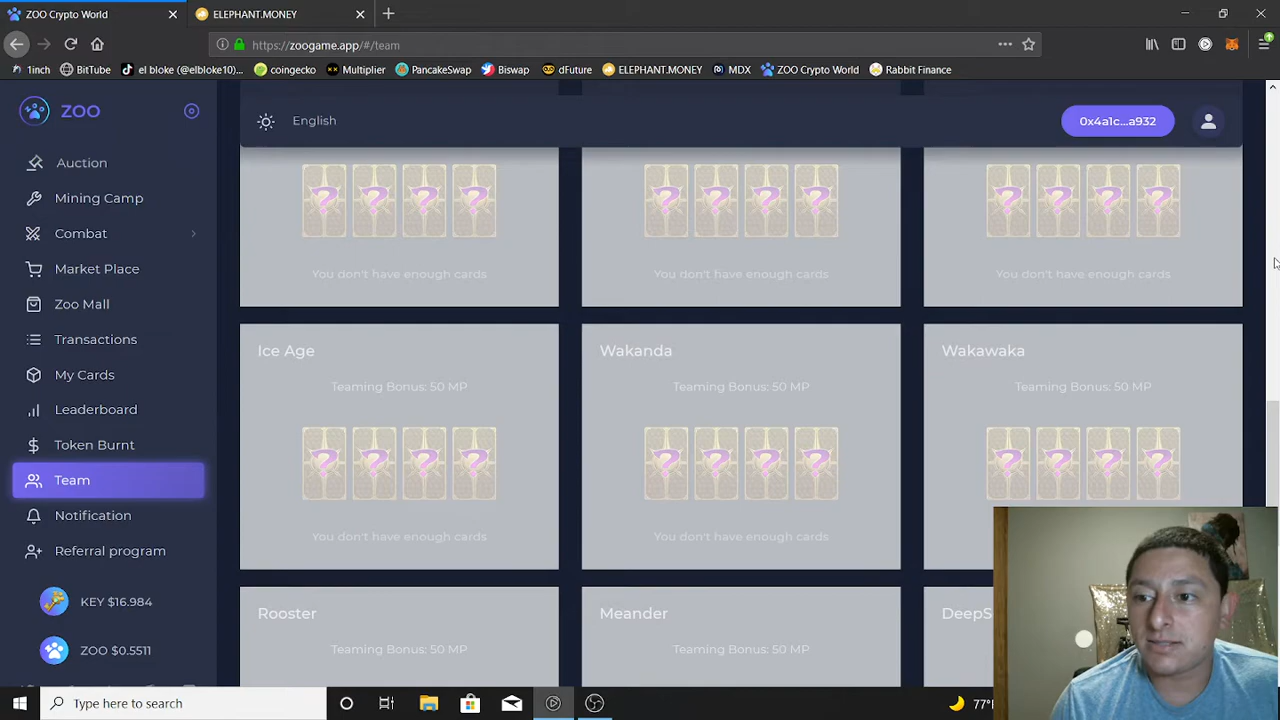 ZOO Crypto World
ELEPHANT.MONEY
https://zoogame.app/#/team
1inch
BitTube
el bloke (@elbloke10)...
coingecko
Multiplier
PancakeSwap
Biswap
dFuture
ELEPHANT.MONEY
MDX
ZOO Crypto World
Rabbit Finance
ZOO
English
0x4a1c...a932
Auction
Mining Camp
Combat
Market Place
Zoo Mall
Transactions
My Cards
Leaderboard
Token Burnt
Team
Notification
Referral program
KEY $16.984
ZOO $0.5511
? ? ? ?
? ? ? ?
? ? ? ?
You don't have enough cards
You don't have enough cards
You don't have enough cards
Ice Age
Teaming Bonus: 50 MP
? ? ? ?
You don't have enough cards
Wakanda
Teaming Bonus: 50 MP
? ? ? ?
You don't have enough cards
Wakawaka
Teaming Bonus: 50 MP
? ? ? ?
Rooster
Teaming Bonus: 50 MP
Meander
Teaming Bonus: 50 MP
DeepS
Type here to search
77°